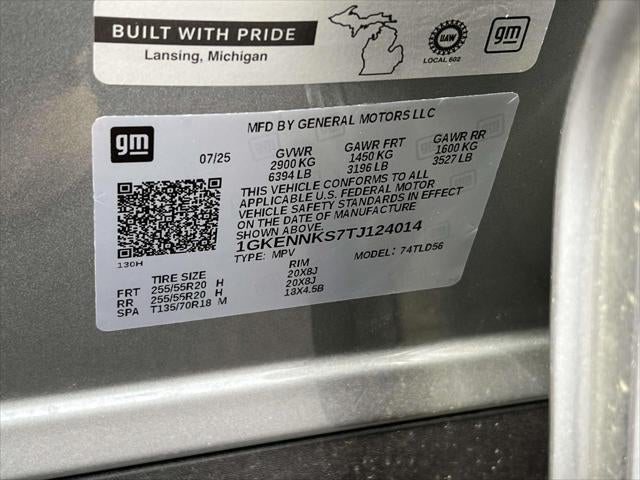 BUILT WITH PRIDE
Lansing, Michigan
UAW
LOCAL 602
gm
gm
MFD BY GENERAL MOTORS LLC
07/25 GVWR GAWR FRT GAWR RR
2900 KG 1450 KG 1600 KG
6394 LB 3196 LB 3527 LB
THIS VEHICLE CONFORMS TO ALL
APPLICABLE U.S. FEDERAL MOTOR
VEHICLE SAFETY STANDARDS IN EFFECT
ON THE DATE OF MANUFACTURE
SHOWN ABOVE.
1GKENNKS7TJ124014
TYPE: MPV MODEL: 74TLD56
130H
TIRE SIZE RIM
FRT 255/55R20 H 20X8J
RR 255/55R20 H 20X8J
SPA T135/70R18 M 18X4.5B